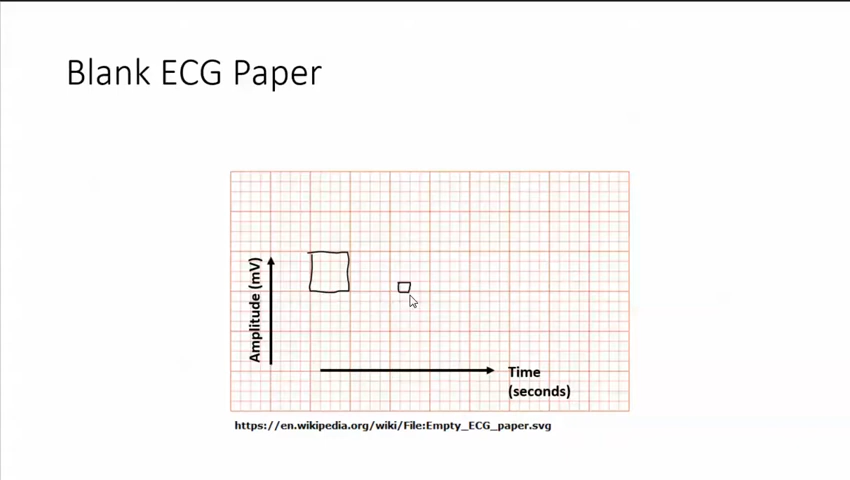 Blank ECG Paper
Amplitude (mV)
Time
(seconds)
https://en.wikipedia.org/wiki/File:Empty_ECG_paper.svg